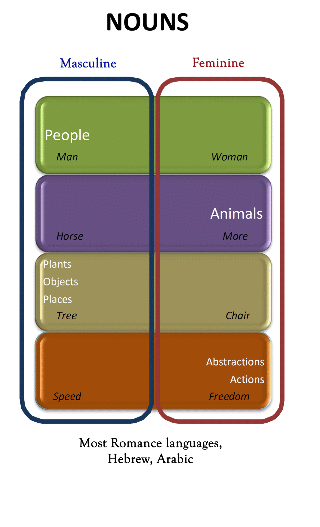 NOUNS
Masculine Feminine
People
Man Woman
Animals
Horse More
Plants
Objects
Places
Tree Chair
Abstractions
Actions
Speed Freedom
Most Romance languages,
Hebrew, Arabic